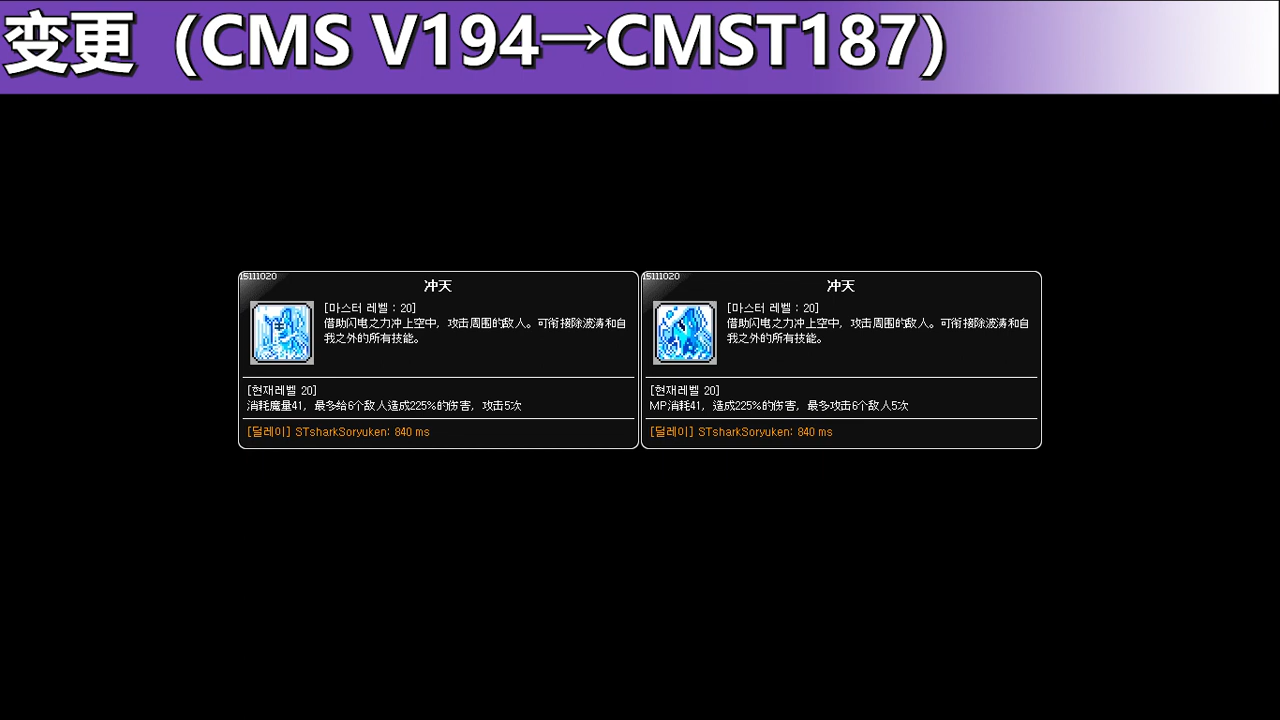 变更（CMS V194→CMST187）
15111020
冲天
[마스터 레벨 : 20]
借助闪电之力冲上空中，攻击周围的敌人。可衔接除波涛和自
我之外的所有技能。
[현재레벨 20]
消耗魔量41，最多给6个敌人造成225%的伤害，攻击5次
[딜레이] STsharkSoryuken: 840 ms
15111020
冲天
[마스터 레벨 : 20]
借助闪电之力冲上空中，攻击周围的敌人。可衔接除波涛和自
我之外的所有技能。
[현재레벨 20]
MP消耗41，造成225%的伤害，最多攻击6个敌人5次
[딜레이] STsharkSoryuken: 840 ms